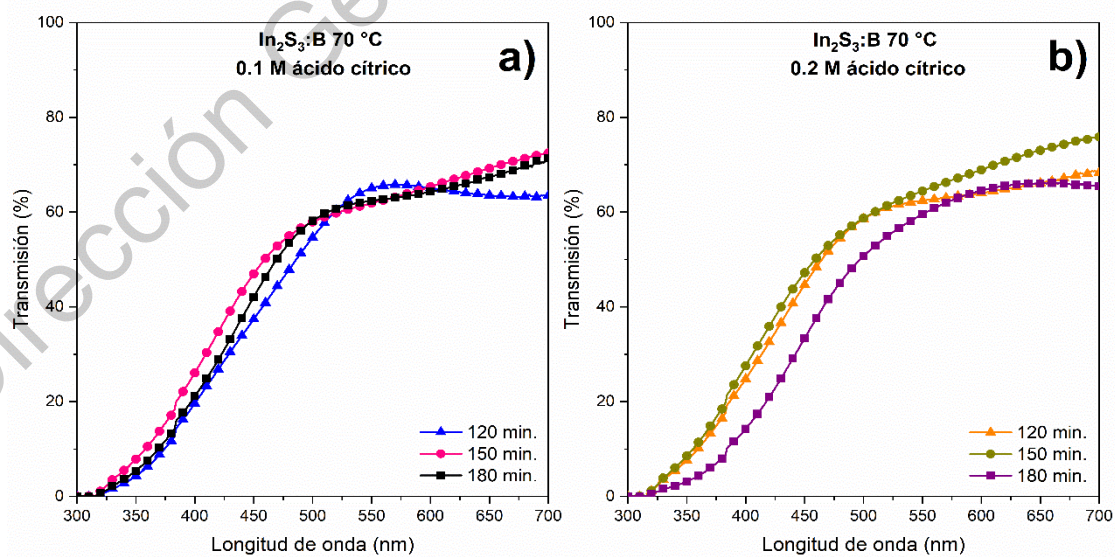 In₂S₃:B 70 °C
0.1 M ácido cítrico
a)
Transmisión (%)
100
80
60
40
20
0
120 min.
150 min.
180 min.
300 350 400 450 500 550 600 650 700
Longitud de onda (nm)
In₂S₃:B 70 °C
0.2 M ácido cítrico
b)
Transmisión (%)
100
80
60
40
20
0
120 min.
150 min.
180 min.
300 350 400 450 500 550 600 650 700
Longitud de onda (nm)
Dirección Ge